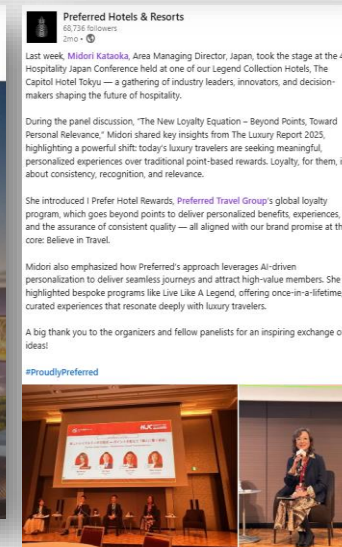 Preferred Hotels & Resorts
68,736 followers
2mo •
Last week, Midori Kataoka, Area Managing Director, Japan, took the stage at the
Hospitality Japan Conference held at one of our Legend Collection Hotels, The
Capitol Hotel Tokyu — a gathering of industry leaders, innovators, and decision-
makers shaping the future of hospitality.
During the panel discussion, "The New Loyalty Equation – Beyond Points, Toward
Personal Relevance," Midori shared key insights from The Luxury Report 2025,
highlighting a powerful shift: today's luxury travelers are seeking meaningful,
personalized experiences over traditional point-based rewards. Loyalty, for them,
about consistency, recognition, and relevance.
She introduced I Prefer Hotel Rewards, Preferred Travel Group's global loyalty
program, which goes beyond points to deliver personalized benefits, experiences,
and the assurance of consistent quality — all aligned with our brand promise at
core: Believe in Travel.
Midori also emphasized how Preferred's approach leverages AI-driven
personalization to deliver seamless journeys and attract high-value members. She
highlighted bespoke programs like Live Like A Legend, offering once-in-a-lifetime,
curated experiences that resonate deeply with luxury travelers.
A big thank you to the organizers and fellow panelists for an inspiring exchange
ideas!
#ProudlyPreferred